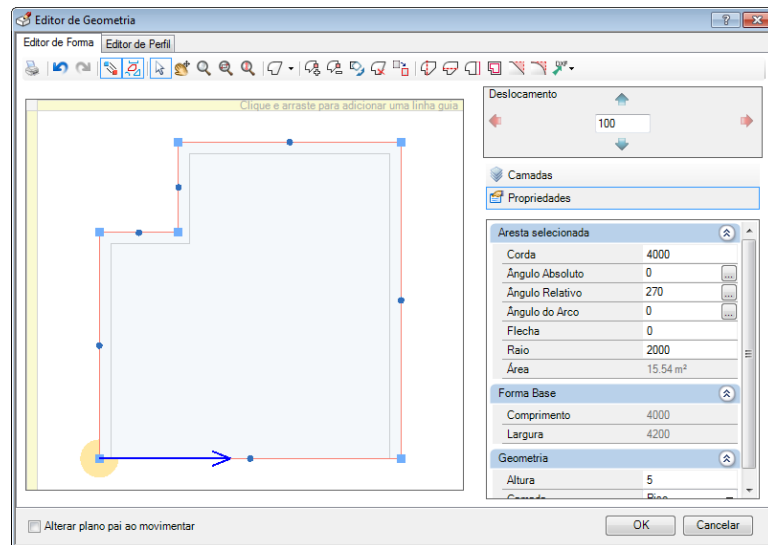 Editor de Geometria
Editor de Forma Editor de Perfil
Clique e arraste para adicionar uma linha guia
Deslocamento
100
Camadas
Propriedades
Aresta selecionada
Corda 4000
Ângulo Absoluto 0 ...
Ângulo Relativo 270 ...
Ângulo do Arco 0 ...
Flecha 0
Raio 2000
Área 15.54 m²
Forma Base
Comprimento 4000
Largura 4200
Geometria
Altura 5
Camada Piso
Alterar plano pai ao movimentar
OK Cancelar